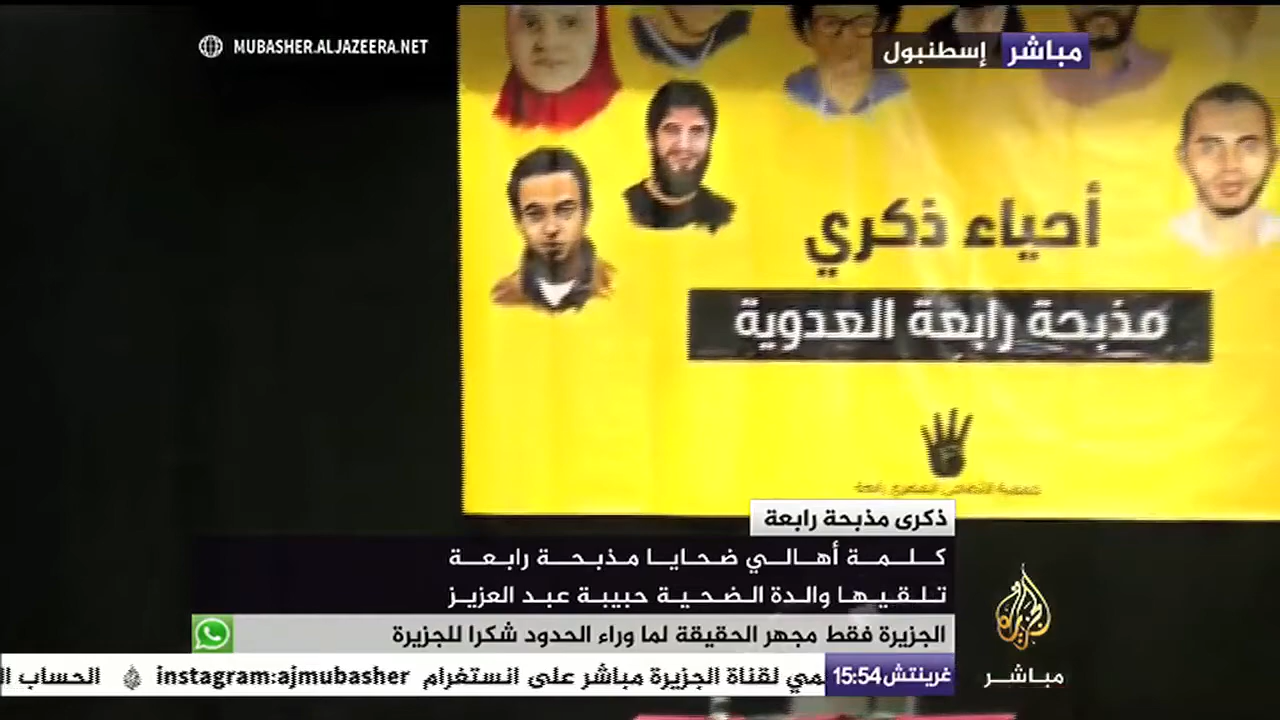 MUBASHER.ALJAZEERA.NET
مباشر إسطنبول
أحياء ذكري
مذبحة رابعة العدوية
ذكرى مذبحة رابعة
كلمة أهالي ضحايا مذبحة رابعة
تلقيها والدة الضحية حبيبة عبد العزيز
الجزيرة فقط مجهر الحقيقة لما وراء الحدود شكرا للجزيرة
غرينتش 15:54 مي لقناة الجزيرة مباشر على انستغرام instagram:ajmubasher الحساب
الجزيرة
مباشر